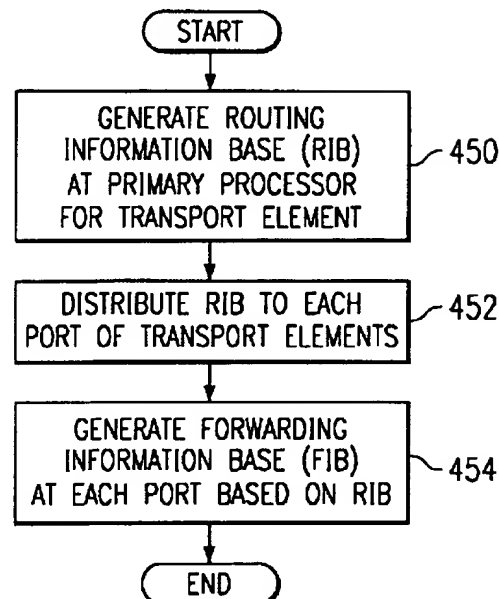 START
GENERATE ROUTING
INFORMATION BASE (RIB)
AT PRIMARY PROCESSOR
FOR TRANSPORT ELEMENT
450
DISTRIBUTE RIB TO EACH
PORT OF TRANSPORT ELEMENTS
452
GENERATE FORWARDING
INFORMATION BASE (FIB)
AT EACH PORT BASED ON RIB
454
END